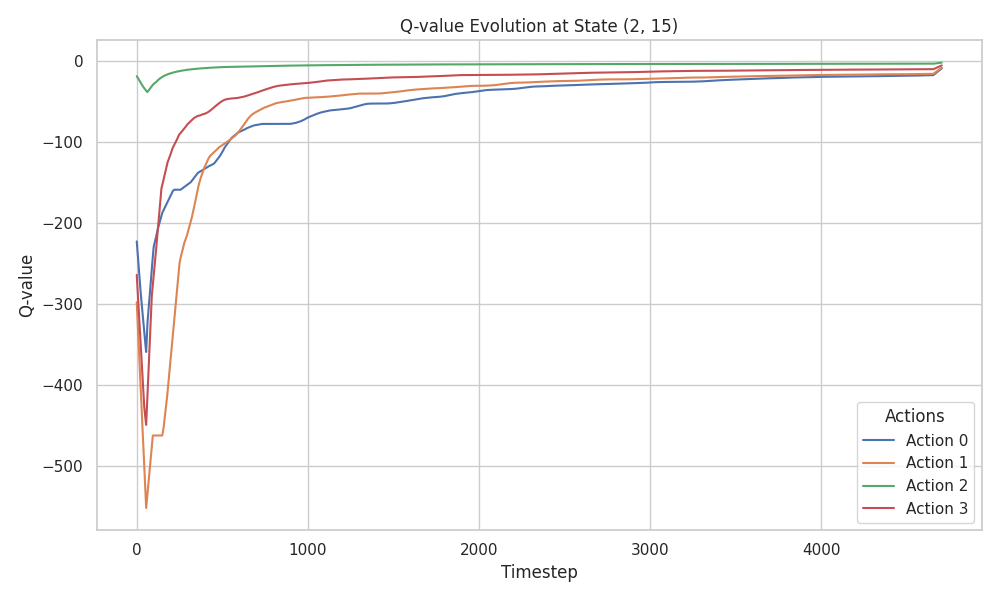 Q-value Evolution at State (2, 15)
0
−100
−200
−300
−400
−500
Q-value
0
1000
2000
3000
4000
Timestep
Actions
Action 0
Action 1
Action 2
Action 3